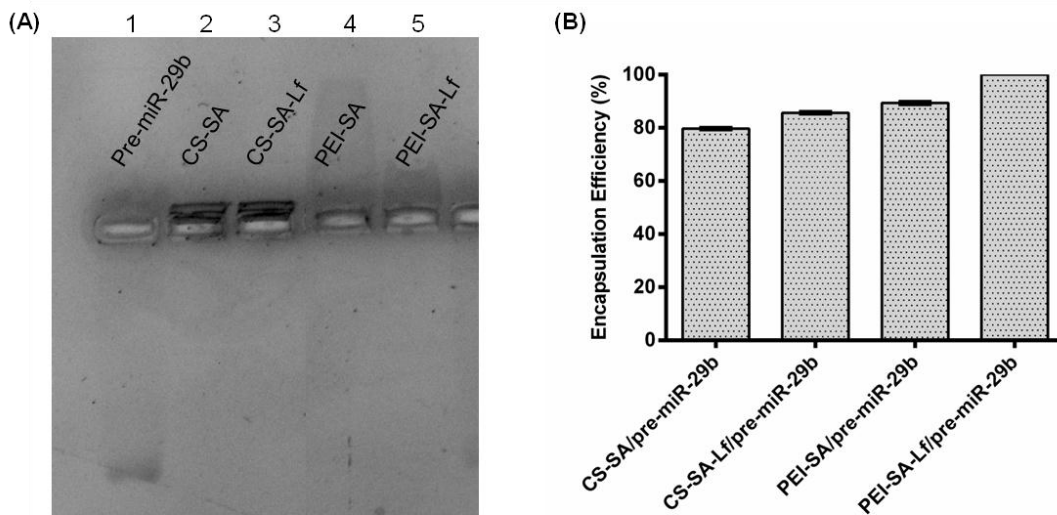 (A)
1 2 3 4 5
Pre-miR-29b
CS-SA
CS-SA-Lf
PEI-SA
PEI-SA-Lf
(B)
Encapsulation Efficiency (%)
100
80
60
40
20
0
CS-SA/pre-miR-29b
CS-SA-Lf/pre-miR-29b
PEI-SA/pre-miR-29b
PEI-SA-Lf/pre-miR-29b